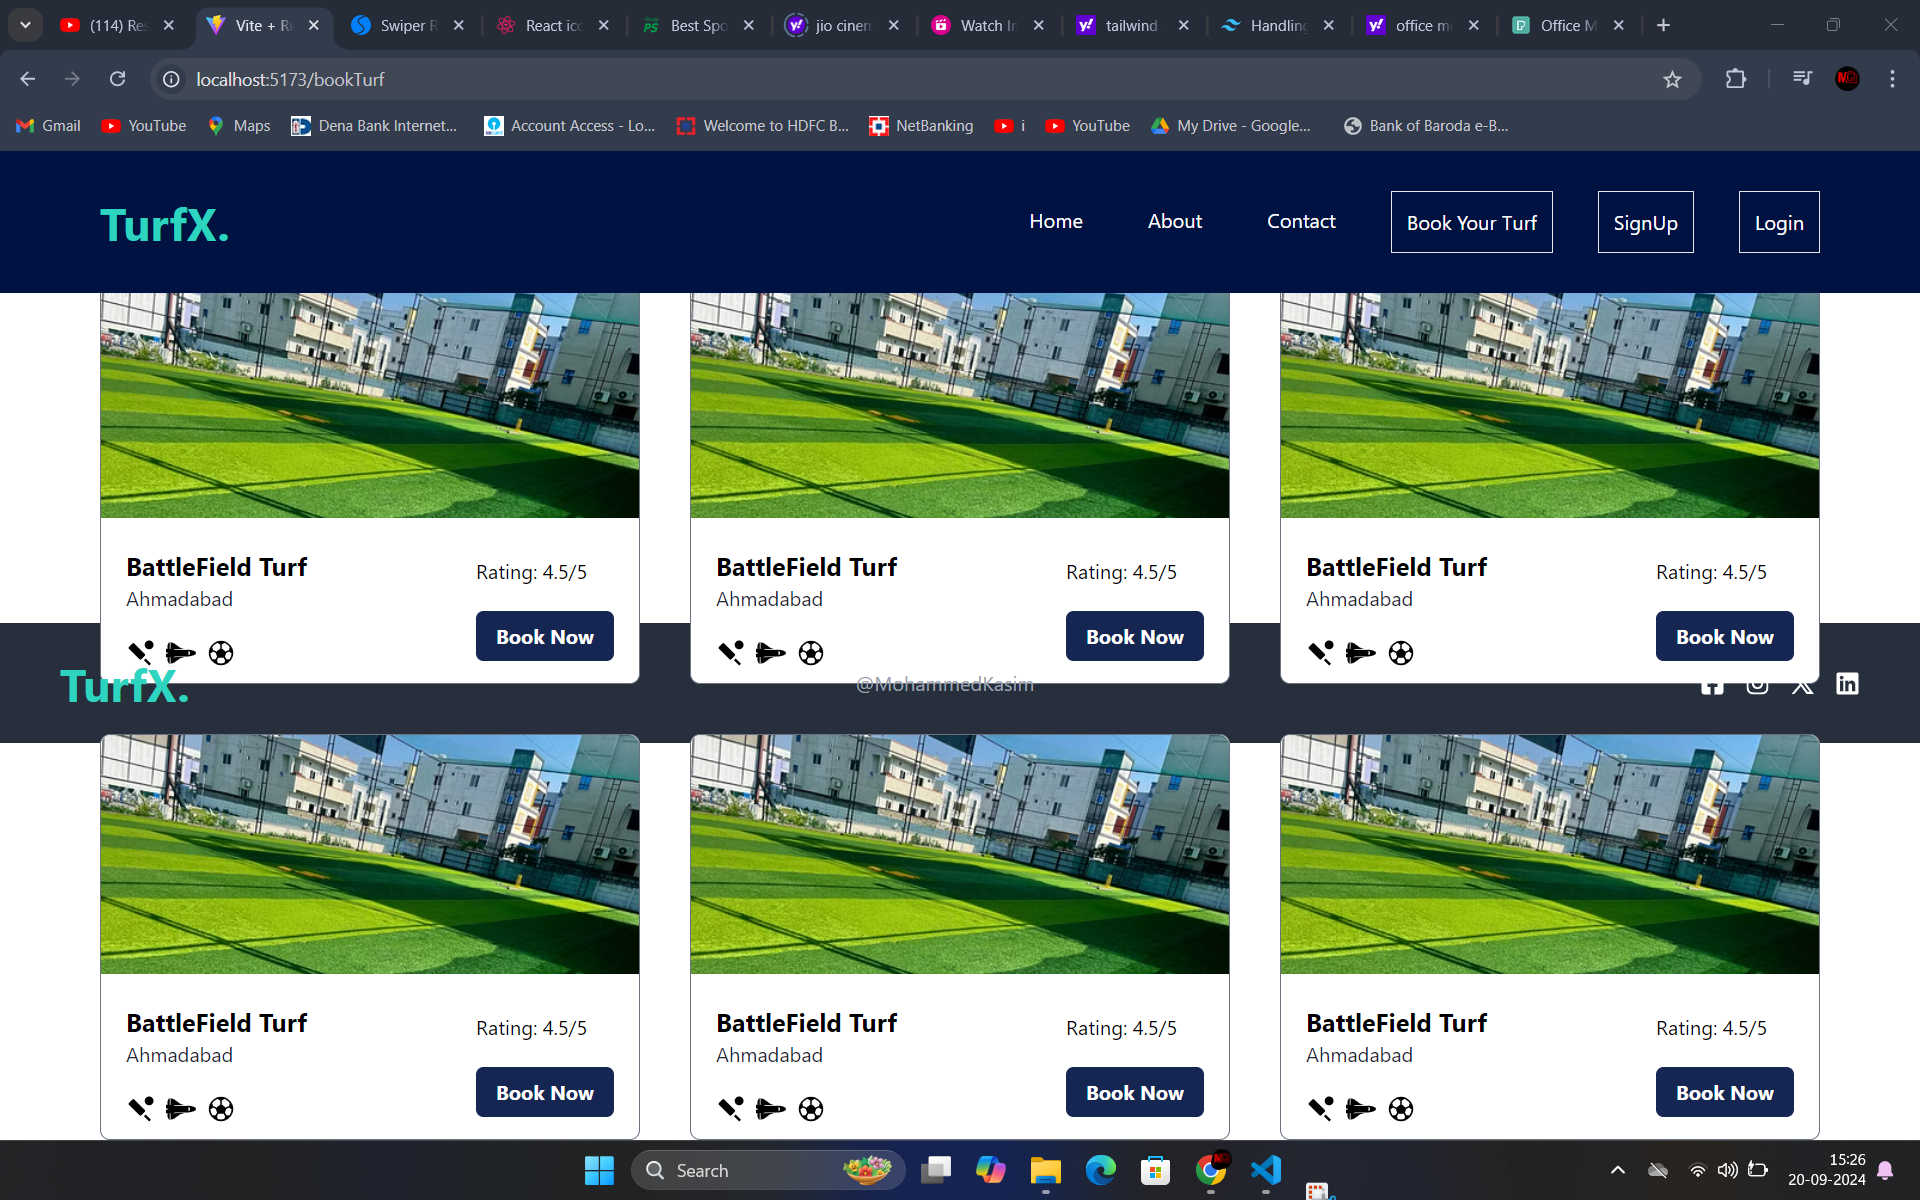 (114) Res
Vite + Re
Swiper R
React ico
Best Spo
jio cinem
Watch In
tailwind
Handling
office me
Office M
localhost:5173/bookTurf
Gmail
YouTube
Maps
Dena Bank Internet...
Account Access - Lo...
Welcome to HDFC B...
NetBanking
i
YouTube
My Drive - Google...
Bank of Baroda e-B...
TurfX.
Home
About
Contact
Book Your Turf
SignUp
Login
BattleField Turf
Rating: 4.5/5
Ahmadabad
Book Now
BattleField Turf
Rating: 4.5/5
Ahmadabad
Book Now
BattleField Turf
Rating: 4.5/5
Ahmadabad
Book Now
TurfX.
@MohammedKasim
BattleField Turf
Rating: 4.5/5
Ahmadabad
Book Now
BattleField Turf
Rating: 4.5/5
Ahmadabad
Book Now
BattleField Turf
Rating: 4.5/5
Ahmadabad
Book Now
Search
15:26
20-09-2024